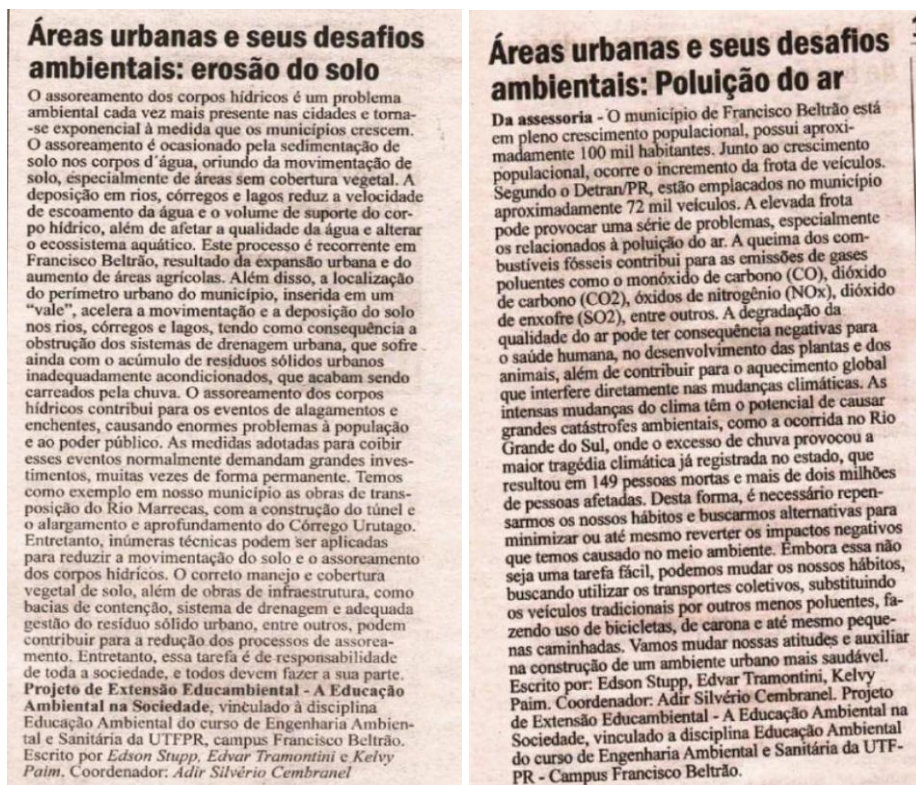 Áreas urbanas e seus desafios
ambientais: erosão do solo
O assoreamento dos corpos hídricos é um problema
ambiental cada vez mais presente nas cidades e torna-
-se exponencial à medida que os municípios crescem.
O assoreamento é ocasionado pela sedimentação de
solo nos corpos d´água, oriundo da movimentação de
solo, especialmente de áreas sem cobertura vegetal. A
deposição em rios, córregos e lagos reduz a velocidade
de escoamento da água e o volume de suporte do cor-
po hídrico, além de afetar a qualidade da água e alterar
o ecossistema aquático. Este processo é recorrente em
Francisco Beltrão, resultado da expansão urbana e do
aumento de áreas agrícolas. Além disso, a localização
do perímetro urbano do município, inserida em um
“vale”, acelera a movimentação e a deposição do solo
nos rios, córregos e lagos, tendo como consequência a
obstrução dos sistemas de drenagem urbana, que sofre
ainda com o acúmulo de resíduos sólidos urbanos
inadequadamente acondicionados, que acabam sendo
carreados pela chuva. O assoreamento dos corpos
hídricos contribui para os eventos de alagamentos e
enchentes, causando enormes problemas à população
e ao poder público. As medidas adotadas para coibir
esses eventos normalmente demandam grandes inves-
timentos, muitas vezes de forma permanente. Temos
como exemplo em nosso município as obras de trans-
posição do Rio Marrecas, com a construção do túnel e
o alargamento e aprofundamento do Córrego Urutago.
Entretanto, inúmeras técnicas podem ser aplicadas
para reduzir a movimentação do solo e o assoreamento
dos corpos hídricos. O correto manejo e cobertura
vegetal de solo, além de obras de infraestrutura, como
bacias de contenção, sistema de drenagem e adequada
gestão do resíduo sólido urbano, entre outros, podem
contribuir para a redução dos processos de assorea-
mento. Entretanto, essa tarefa é de responsabilidade
de toda a sociedade, e todos devem fazer a sua parte.
Projeto de Extensão Educambiental - A Educação
Ambiental na Sociedade, vinculado à disciplina
Educação Ambiental do curso de Engenharia Ambien-
tal e Sanitária da UTFPR, campus Francisco Beltrão.
Escrito por Edson Stupp, Edvar Tramontini e Kelvy
Paim. Coordenador: Adir Silvério Cembranel
Áreas urbanas e seus desafios
ambientais: Poluição do ar
Da assessoria - O município de Francisco Beltrão está
em pleno crescimento populacional, possui aproxi-
madamente 100 mil habitantes. Junto ao crescimento
populacional, ocorre o incremento da frota de veículos.
Segundo o Detran/PR, estão emplacados no município
aproximadamente 72 mil veículos. A elevada frota
pode provocar uma série de problemas, especialmente
os relacionados à poluição do ar. A queima dos com-
bustíveis fósseis contribui para as emissões de gases
poluentes como o monóxido de carbono (CO), dióxido
de carbono (CO2), óxidos de nitrogênio (NOx), dióxido
de enxofre (SO2), entre outros. A degradação da
qualidade do ar pode ter consequência negativas para
o saúde humana, no desenvolvimento das plantas e dos
animais, além de contribuir para o aquecimento global
que interfere diretamente nas mudanças climáticas. As
intensas mudanças do clima têm o potencial de causar
grandes catástrofes ambientais, como a ocorrida no Rio
Grande do Sul, onde o excesso de chuva provocou a
maior tragédia climática já registrada no estado, que
resultou em 149 pessoas mortas e mais de dois milhões
de pessoas afetadas. Desta forma, é necessário repen-
sarmos os nossos hábitos e buscarmos alternativas para
minimizar ou até mesmo reverter os impactos negativos
que temos causado no meio ambiente. Embora essa não
seja uma tarefa fácil, podemos mudar os nossos hábitos,
buscando utilizar os transportes coletivos, substituindo
os veículos tradicionais por outros menos poluentes, fa-
zendo uso de bicicletas, de carona e até mesmo peque-
nas caminhadas. Vamos mudar nossas atitudes e auxiliar
na construção de um ambiente urbano mais saudável.
Escrito por: Edson Stupp, Edvar Tramontini, Kelvy
Paim. Coordenador: Adir Silvério Cembranel. Projeto
de Extensão Educambiental - A Educação Ambiental na
Sociedade, vinculado a disciplina Educação Ambiental
do curso de Engenharia Ambiental e Sanitária da UTF-
PR - Campus Francisco Beltrão.